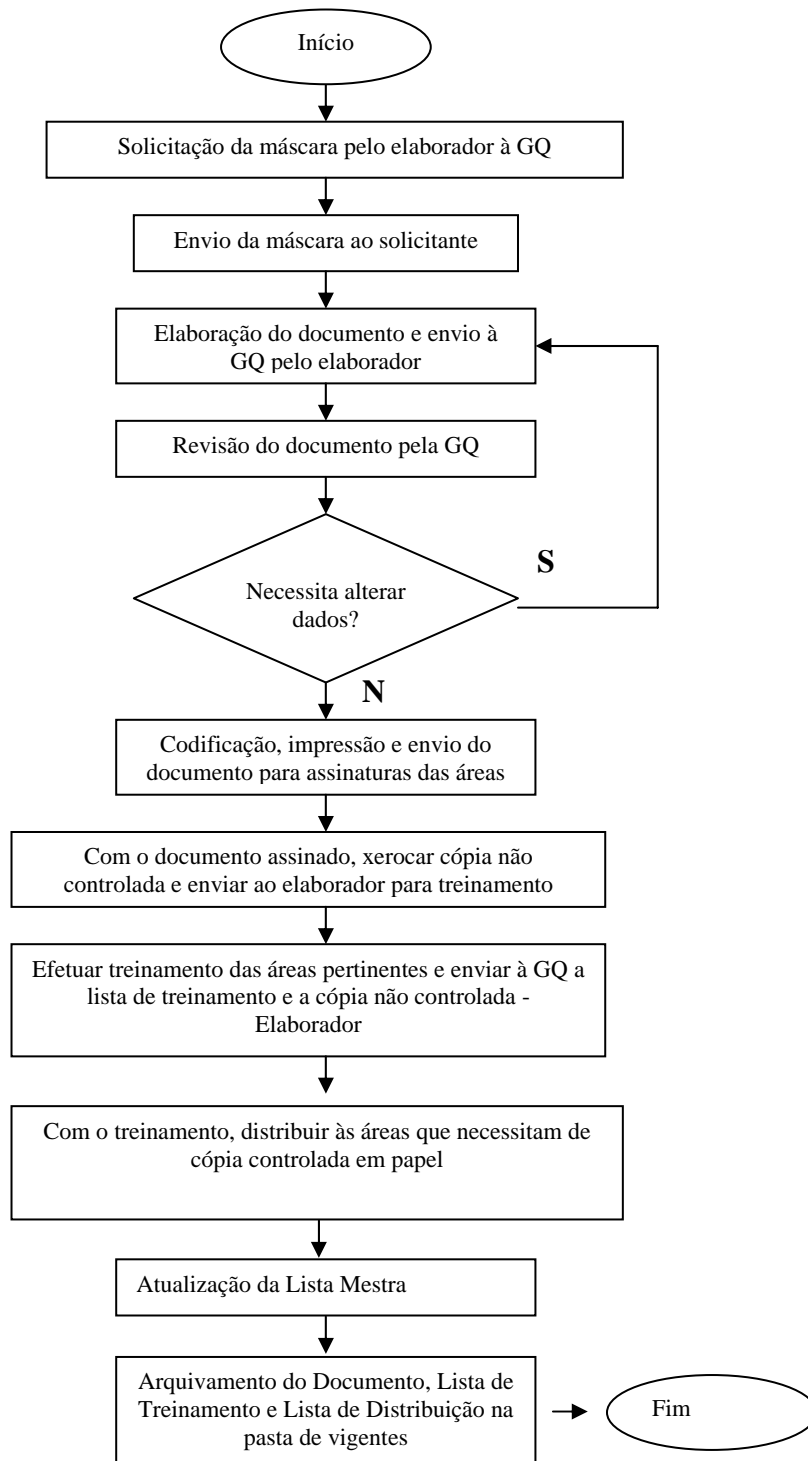 Início
Solicitação da máscara pelo elaborador à GQ
Envio da máscara ao solicitante
Elaboração do documento e envio à
GQ pelo elaborador
Revisão do documento pela GQ
Necessita alterar
dados?
S
N
Codificação, impressão e envio do
documento para assinaturas das áreas
Com o documento assinado, xerocar cópia não
controlada e enviar ao elaborador para treinamento
Efetuar treinamento das áreas pertinentes e enviar à GQ a
lista de treinamento e a cópia não controlada -
Elaborador
Com o treinamento, distribuir às áreas que necessitam de
cópia controlada em papel
Atualização da Lista Mestra
Arquivamento do Documento, Lista de
Treinamento e Lista de Distribuição na
pasta de vigentes
Fim